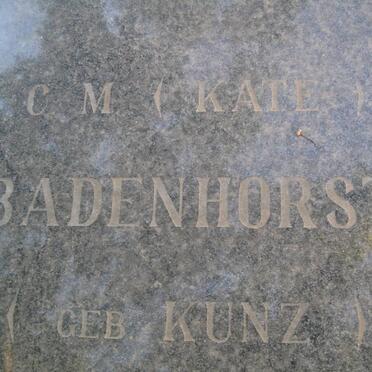 C M ( KATE )
BADENHORST
( GEB. KUNZ )